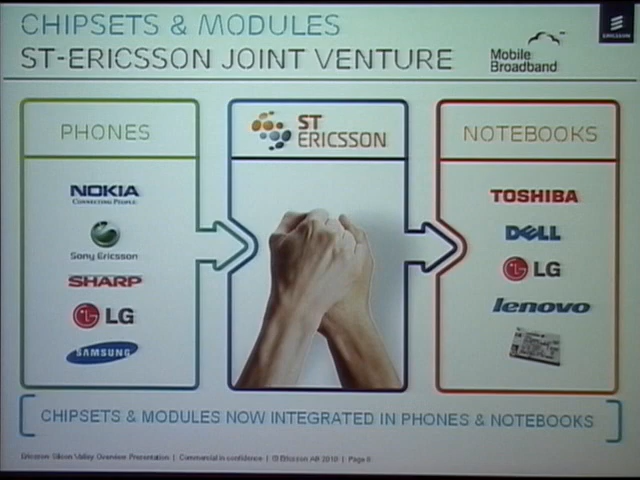 CHIPSETS & MODULES
ST-ERICSSON JOINT VENTURE
Mobile
Broadband
ERICSSON
PHONES
NOKIA
CONNECTING PEOPLE
Sony Ericsson
SHARP
LG
SAMSUNG
ST
ERICSSON
NOTEBOOKS
TOSHIBA
DELL
LG
lenovo
CHIPSETS & MODULES NOW INTEGRATED IN PHONES & NOTEBOOKS
Ericsson Silicon Valley Overview Presentation | Commercial in confidence | © Ericsson AB 2010 | Page 6